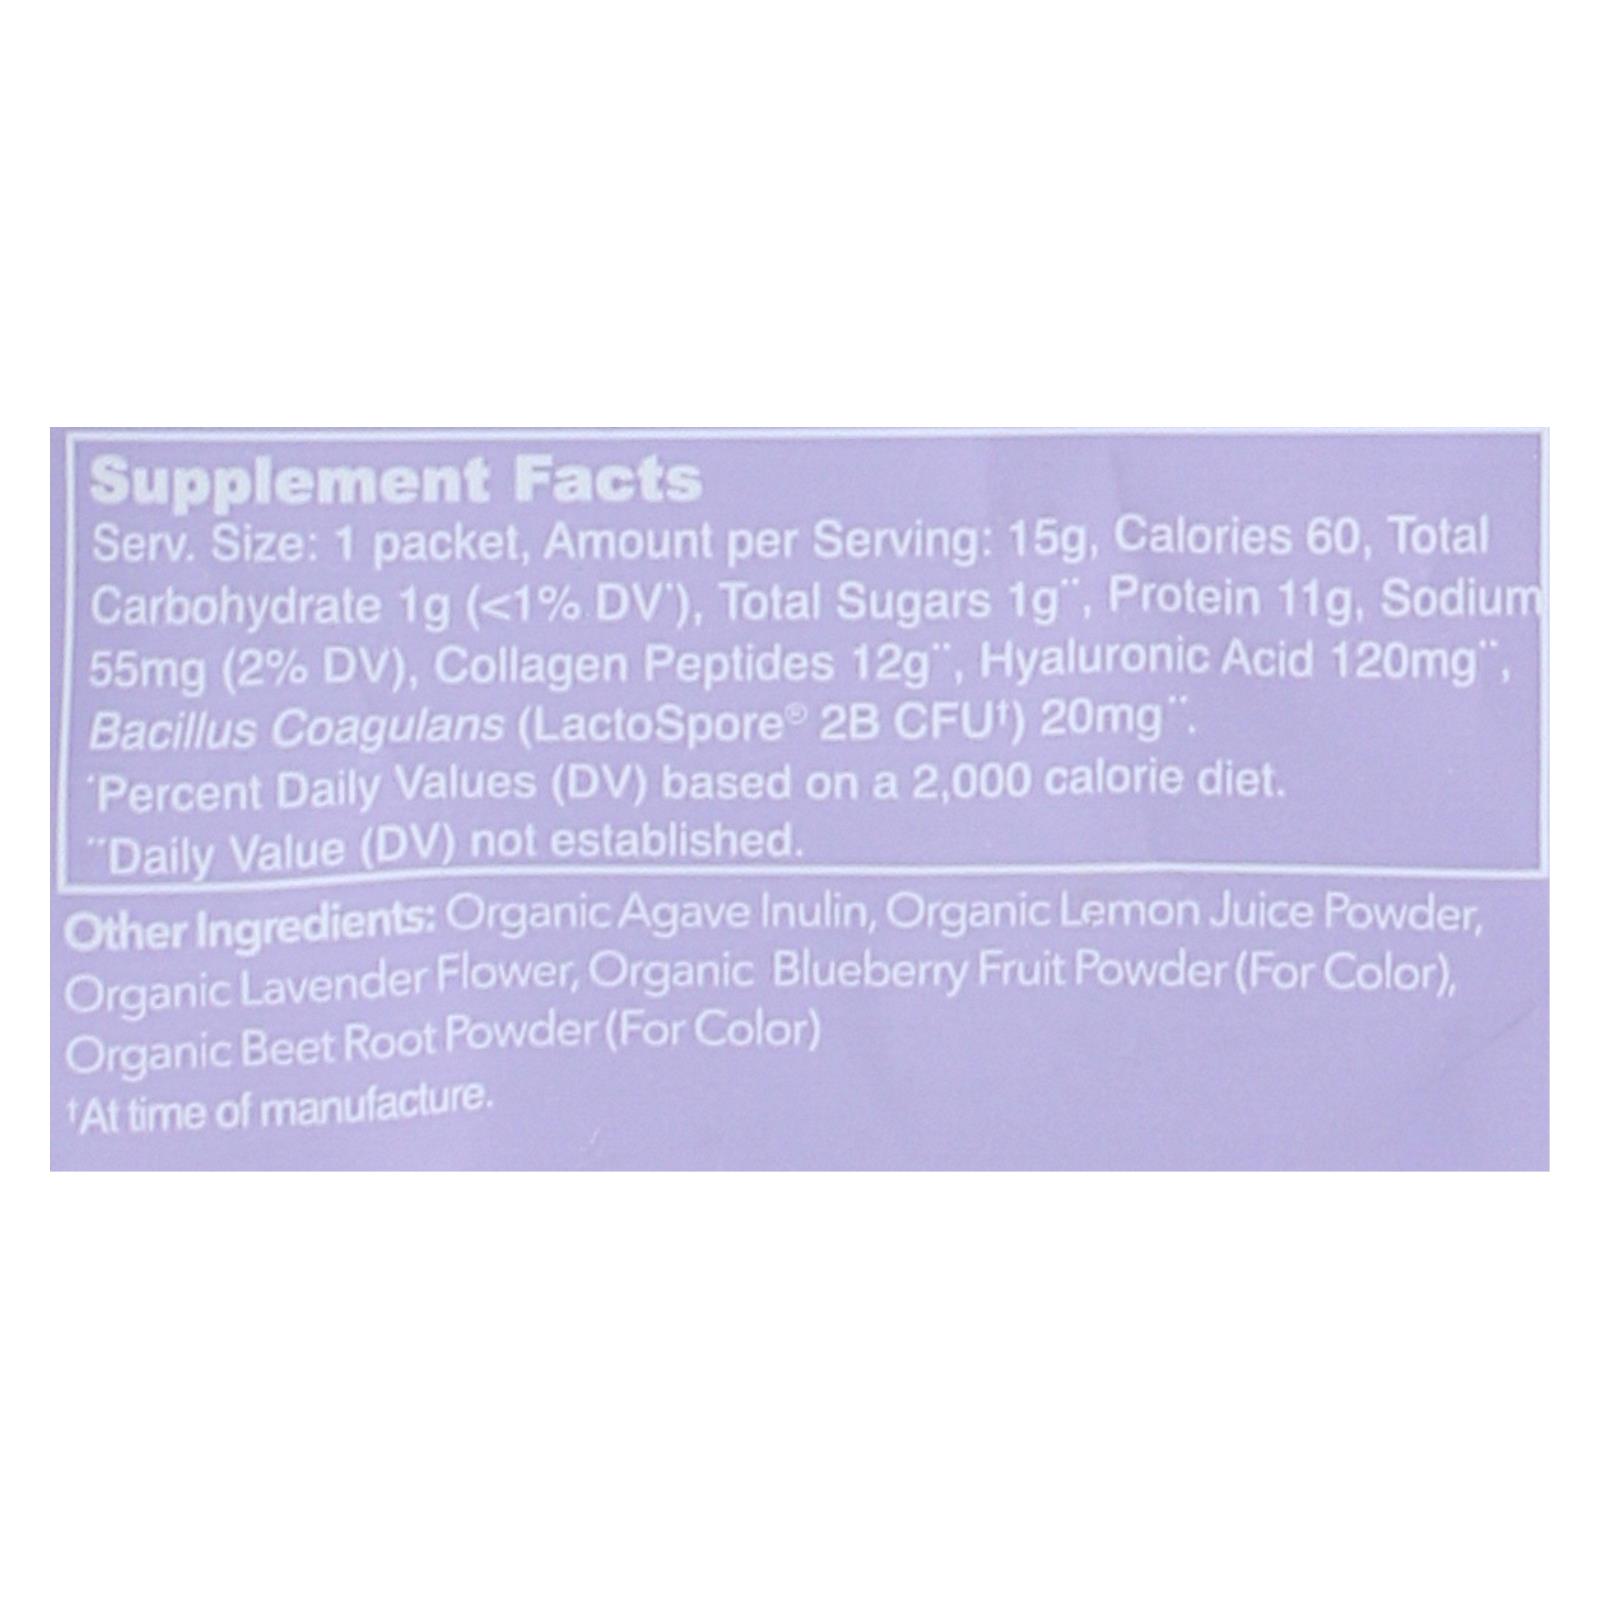 Supplement Facts
Serv. Size: 1 packet, Amount per Serving: 15g, Calories 60, Total
Carbohydrate 1g (<1% DV*), Total Sugars 1g**, Protein 11g, Sodium
55mg (2% DV), Collagen Peptides 12g**, Hyaluronic Acid 120mg**,
Bacillus Coagulans (LactoSpore® 2B CFU†) 20mg**.
*Percent Daily Values (DV) based on a 2,000 calorie diet.
**Daily Value (DV) not established.
Other Ingredients: Organic Agave Inulin, Organic Lemon Juice Powder,
Organic Lavender Flower, Organic Blueberry Fruit Powder (For Color),
Organic Beet Root Powder (For Color)
†At time of manufacture.